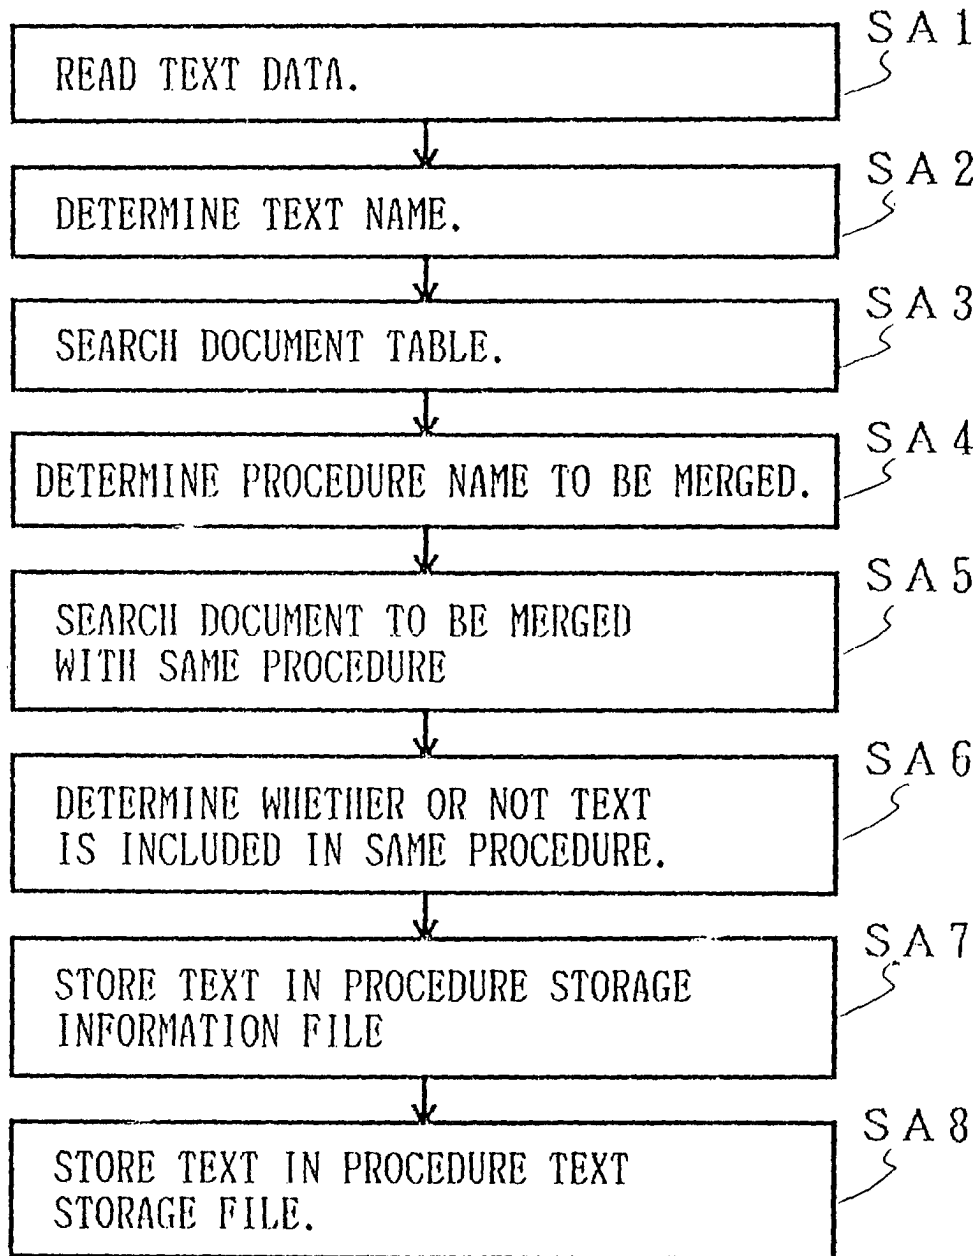 SA1
READ TEXT DATA.
SA2
DETERMINE TEXT NAME.
SA3
SEARCH DOCUMENT TABLE.
SA4
DETERMINE PROCEDURE NAME TO BE MERGED.
SA5
SEARCH DOCUMENT TO BE MERGED
WITH SAME PROCEDURE
SA6
DETERMINE WHETHER OR NOT TEXT
IS INCLUDED IN SAME PROCEDURE.
SA7
STORE TEXT IN PROCEDURE STORAGE
INFORMATION FILE
SA8
STORE TEXT IN PROCEDURE TEXT
STORAGE FILE.